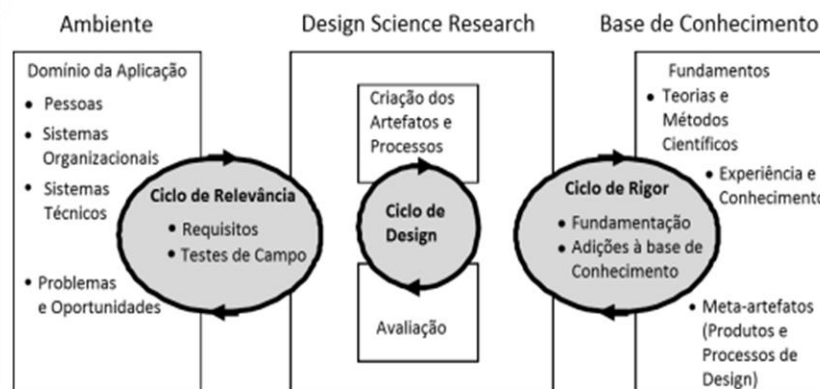 Ambiente
Design Science Research
Base de Conhecimento
Domínio da Aplicação
• Pessoas
• Sistemas
Organizacionais
• Sistemas
Técnicos
• Problemas
e Oportunidades
Ciclo de Relevância
• Requisitos
• Testes de Campo
Criação dos
Artefatos e
Processos
Ciclo de
Design
Avaliação
Ciclo de Rigor
• Fundamentação
• Adições à base de
Conhecimento
Fundamentos
• Teorias e
Métodos
Científicos
• Experiência e
Conhecimento
• Meta-artefatos
(Produtos e
Processos de
Design)